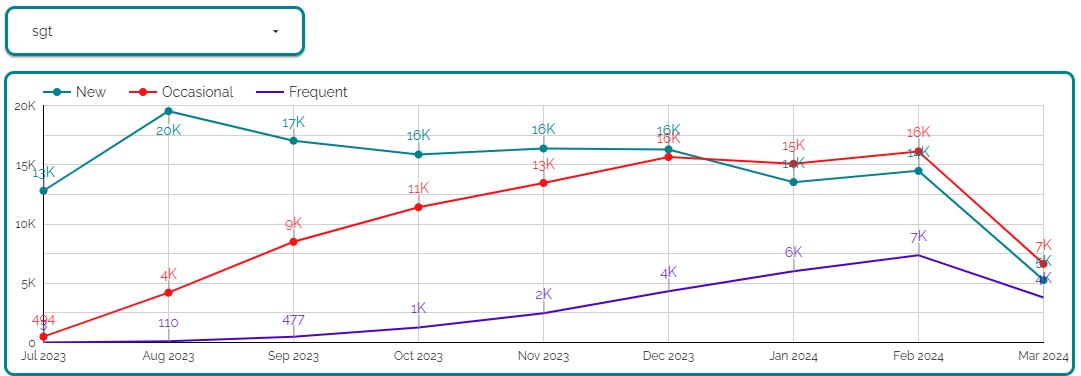 sgt
New Occasional Frequent
20K
15K
10K
5K
0
13K 20K 17K 16K 16K 16K 14K 14K 5K
494 4K 9K 11K 13K 16K 15K 16K 7K
110 477 1K 2K 4K 6K 7K 4K
Jul 2023 Aug 2023 Sep 2023 Oct 2023 Nov 2023 Dec 2023 Jan 2024 Feb 2024 Mar 2024